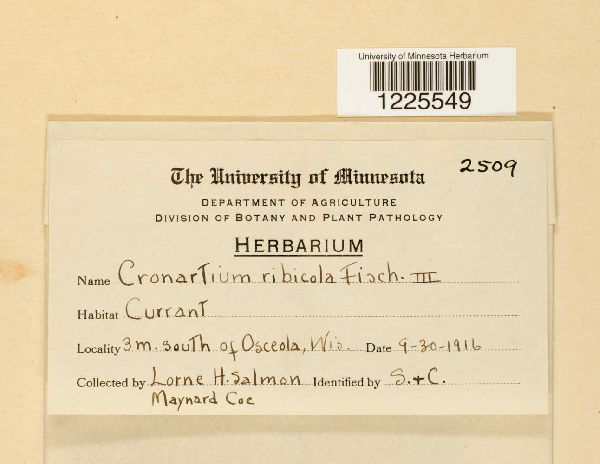 University of Minnesota Herbarium
1225549
2509
The University of Minnesota
DEPARTMENT OF AGRICULTURE
DIVISION OF BOTANY AND PLANT PATHOLOGY
HERBARIUM
Name Cronartium ribicola Fisch. III
Habitat Currant
Locality 3 m. south of Osceola, Wis. Date 9-30-1916
Collected by Lorne H. Salmon Identified by S. + C.
Maynard Coe